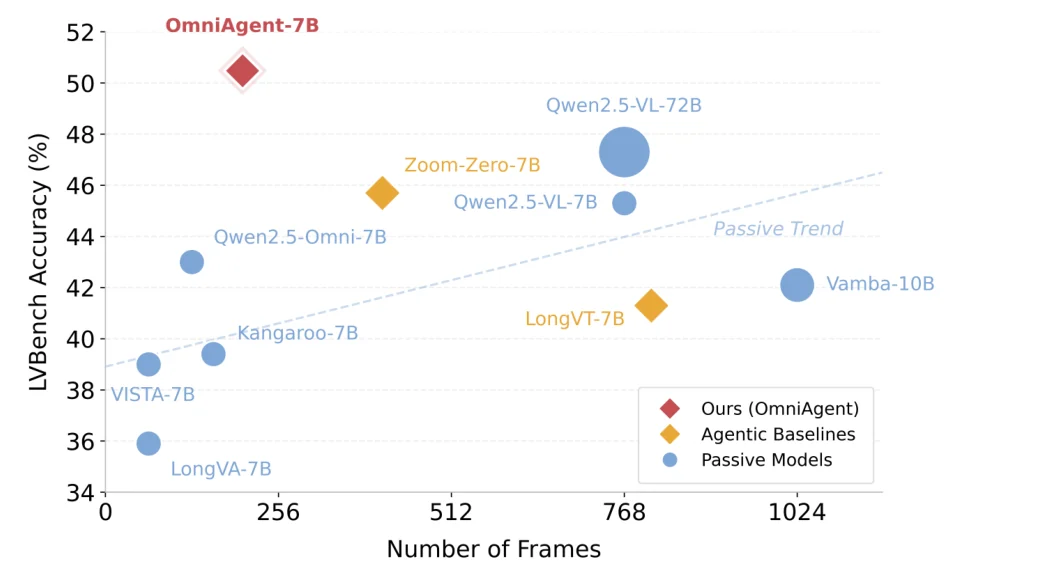 OmniAgent-7B
52
50
48
46
44
42
40
38
36
34
LVBench Accuracy (%)
Qwen2.5-VL-72B
Zoom-Zero-7B
Qwen2.5-VL-7B
Passive Trend
Qwen2.5-Omni-7B
Vamba-10B
LongVT-7B
Kangaroo-7B
VISTA-7B
LongVA-7B
Ours (OmniAgent)
Agentic Baselines
Passive Models
0 256 512 768 1024
Number of Frames